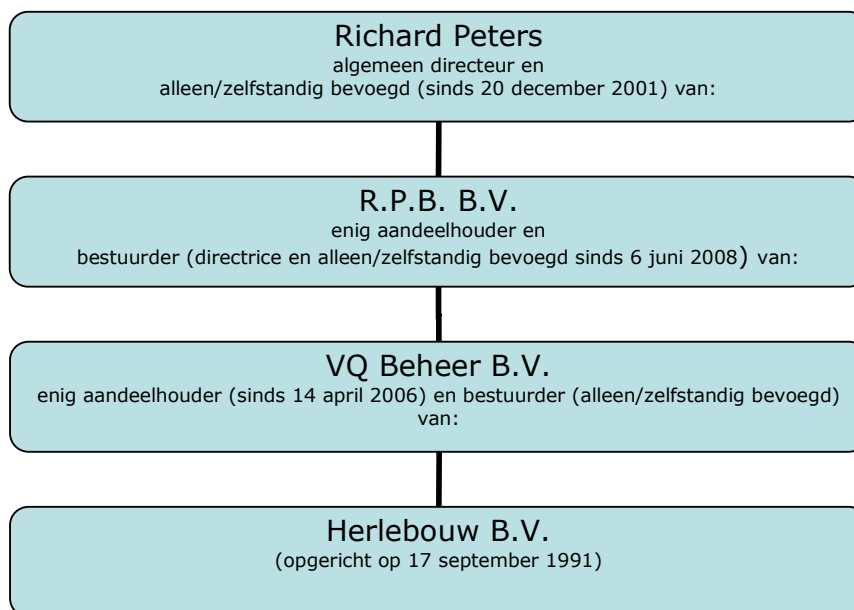 Richard Peters
algemeen directeur en
alleen/zelfstandig bevoegd (sinds 20 december 2001) van:
R.P.B. B.V.
enig aandeelhouder en
bestuurder (directrice en alleen/zelfstandig bevoegd sinds 6 juni 2008) van:
VQ Beheer B.V.
enig aandeelhouder (sinds 14 april 2006) en bestuurder (alleen/zelfstandig bevoegd)
van:
Herlebouw B.V.
(opgericht op 17 september 1991)